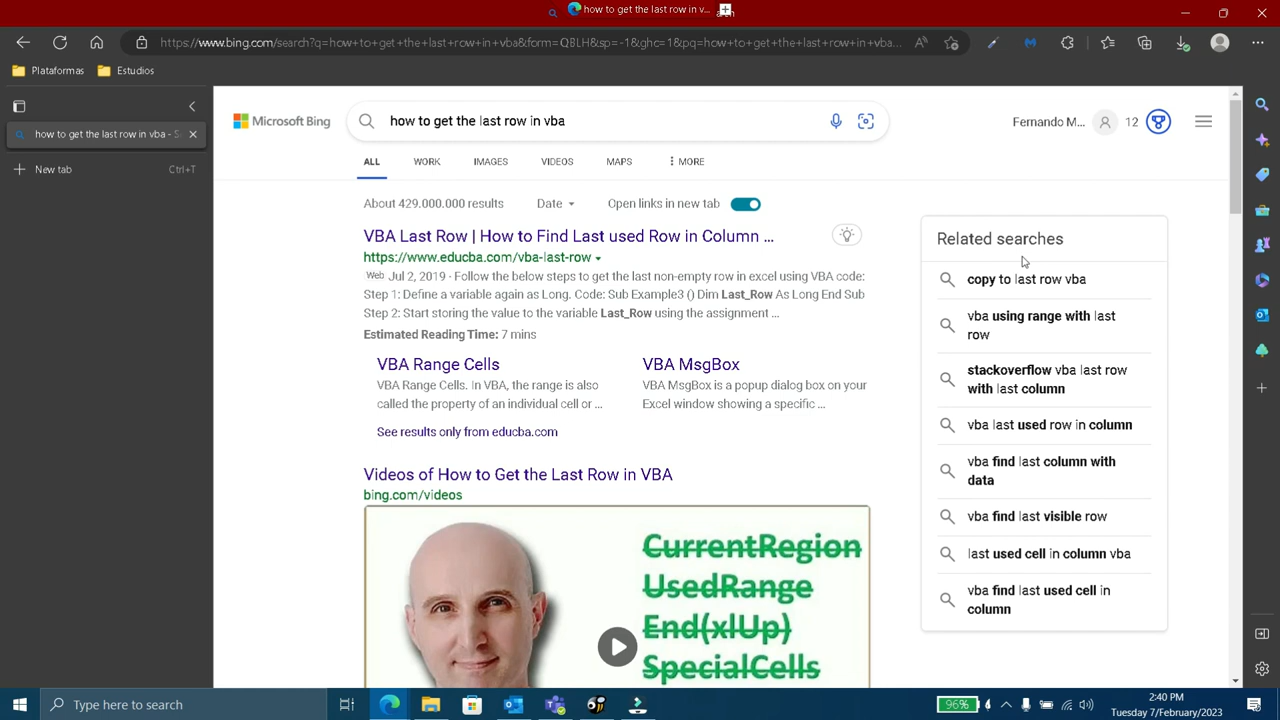 how to get the last row in v...
https://www.bing.com/search?q=how+to+get+the+last+row+in+vba&form=QBLH&sp=-1&ghc=1&pq=how+to+get+the+last+row+in+vba...
Plataformas
Estudios
how to get the last row in vba - S
New tab
Ctrl+T
Microsoft Bing
how to get the last row in vba
Fernando M...
12
ALL
WORK
IMAGES
VIDEOS
MAPS
MORE
About 429.000.000 results
Date
Open links in new tab
VBA Last Row | How to Find Last used Row in Column ...
https://www.educba.com/vba-last-row
Web Jul 2, 2019 · Follow the below steps to get the last non-empty row in excel using VBA code:
Step 1: Define a variable again as Long. Code: Sub Example3 () Dim Last_Row As Long End Sub
Step 2: Start storing the value to the variable Last_Row using the assignment ...
Estimated Reading Time: 7 mins
VBA Range Cells
VBA Range Cells. In VBA, the range is also
called the property of an individual cell or ...
VBA MsgBox
VBA MsgBox is a popup dialog box on your
Excel window showing a specific ...
See results only from educba.com
Videos of How to Get the Last Row in VBA
bing.com/videos
CurrentRegion
UsedRange
End(xlUp)
SpecialCells
Related searches
copy to last row vba
vba using range with last
row
stackoverflow vba last row
with last column
vba last used row in column
vba find last column with
data
vba find last visible row
last used cell in column vba
vba find last used cell in
column
Type here to search
96%
2:40 PM
Tuesday 7/February/2023